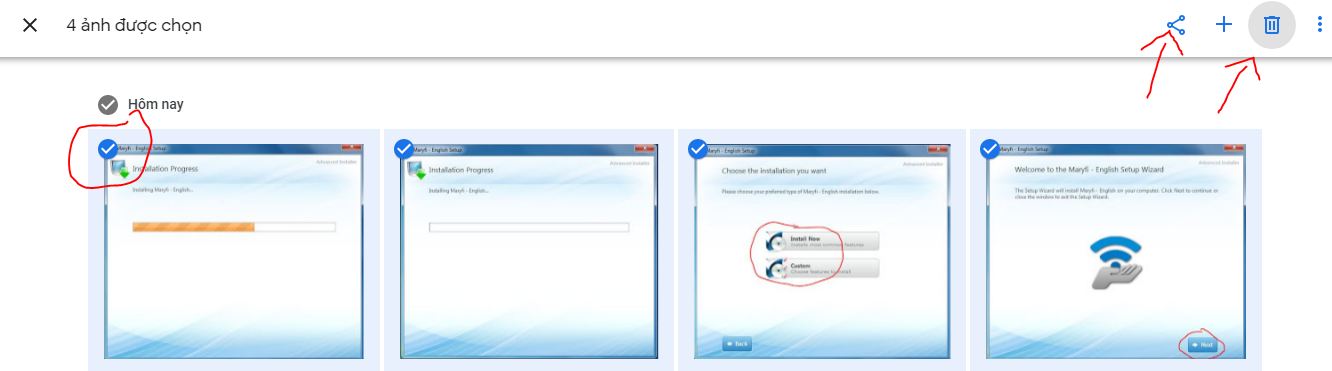 4 ảnh được chọn
Hôm nay
Maryfi - English Setup
Advanced Installer
Installation Progress
Installing Maryfi - English...
Maryfi - English Setup
Advanced Installer
Installation Progress
Installing Maryfi - English...
Maryfi - English Setup
Advanced Installer
Choose the installation you want
Please choose your preferred type of Maryfi - English installation below.
Install Now
Installs most common features
Custom
Choose features to install
Back
Maryfi - English Setup
Advanced Installer
Welcome to the Maryfi - English Setup Wizard
The Setup Wizard will install Maryfi - English on your computer. Click Next to continue or
close the window to exit the Setup Wizard.
Next